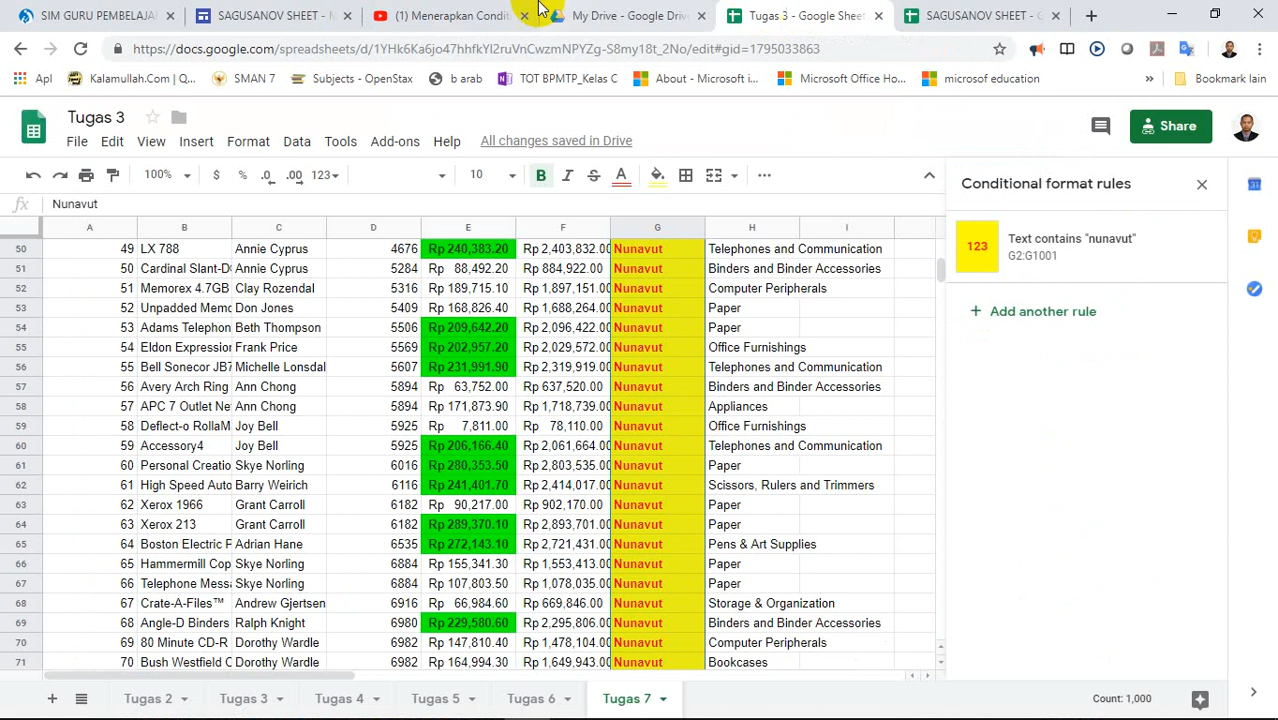 SIM GURU PEMBELAJA
SAGUSANOV SHEET
(1) Menerapkan Condit
My Drive - Google Drive
Tugas 3 - Google Sheet
SAGUSANOV SHEET - G
https://docs.google.com/spreadsheets/d/1YHk6Ka6jo47hhfkYI2ruVnCwzmNPYZg-S8my18t_2No/edit#gid=1795033863
Apl
Kalamullah.Com | Q...
SMAN 7
Subjects - OpenStax
b arab
TOT BPMTP_Kelas C
About - Microsoft i...
Microsoft Office Ho...
microsof education
»
Bookmark lain
Tugas 3
File Edit View Insert Format Data Tools Add-ons Help All changes saved in Drive
Share
100% $ % .0 .00 123 10 B I S A
fx Nunavut
Conditional format rules
123
Text contains "nunavut"
G2:G1001
+ Add another rule
A B C D E F G H I
50 49 LX 788 Annie Cyprus 4676 Rp 240,383.20 Rp 2,403,832.00 Nunavut Telephones and Communication
51 50 Cardinal Slant-D Annie Cyprus 5284 Rp 88,492.20 Rp 884,922.00 Nunavut Binders and Binder Accessories
52 51 Memorex 4.7GB Clay Rozendal 5316 Rp 189,715.10 Rp 1,897,151.00 Nunavut Computer Peripherals
53 52 Unpadded Memo Don Jones 5409 Rp 168,826.40 Rp 1,688,264.00 Nunavut Paper
54 53 Adams Telephon Beth Thompson 5506 Rp 209,642.20 Rp 2,096,422.00 Nunavut Paper
55 54 Eldon Expression Frank Price 5569 Rp 202,957.20 Rp 2,029,572.00 Nunavut Office Furnishings
56 55 Bell Sonecor JB7 Michelle Lonsdal 5607 Rp 231,991.90 Rp 2,319,919.00 Nunavut Telephones and Communication
57 56 Avery Arch Ring Ann Chong 5894 Rp 63,752.00 Rp 637,520.00 Nunavut Binders and Binder Accessories
58 57 APC 7 Outlet Ne Ann Chong 5894 Rp 171,873.90 Rp 1,718,739.00 Nunavut Appliances
59 58 Deflect-o RollaM Joy Bell 5925 Rp 7,811.00 Rp 78,110.00 Nunavut Office Furnishings
60 59 Accessory4 Joy Bell 5925 Rp 206,166.40 Rp 2,061,664.00 Nunavut Telephones and Communication
61 60 Personal Creatio Skye Norling 6016 Rp 280,353.50 Rp 2,803,535.00 Nunavut Paper
62 61 High Speed Auto Barry Weirich 6116 Rp 241,401.70 Rp 2,414,017.00 Nunavut Scissors, Rulers and Trimmers
63 62 Xerox 1966 Grant Carroll 6182 Rp 90,217.00 Rp 902,170.00 Nunavut Paper
64 63 Xerox 213 Grant Carroll 6182 Rp 289,370.10 Rp 2,893,701.00 Nunavut Paper
65 64 Boston Electric P Adrian Hane 6535 Rp 272,143.10 Rp 2,721,431.00 Nunavut Pens & Art Supplies
66 65 Hammermill Cop Skye Norling 6884 Rp 155,341.30 Rp 1,553,413.00 Nunavut Paper
67 66 Telephone Messa Skye Norling 6884 Rp 107,803.50 Rp 1,078,035.00 Nunavut Paper
68 67 Crate-A-Files™ Andrew Gjertsen 6916 Rp 66,984.60 Rp 669,846.00 Nunavut Storage & Organization
69 68 Angle-D Binders Ralph Knight 6980 Rp 229,580.60 Rp 2,295,806.00 Nunavut Binders and Binder Accessories
70 69 80 Minute CD-R Dorothy Wardle 6982 Rp 147,810.40 Rp 1,478,104.00 Nunavut Computer Peripherals
71 70 Bush Westfield C Dorothy Wardle 6982 Rp 164,994.30 Rp 1,649,943.00 Nunavut Bookcases
Tugas 2 Tugas 3 Tugas 4 Tugas 5 Tugas 6 Tugas 7 Count: 1,000